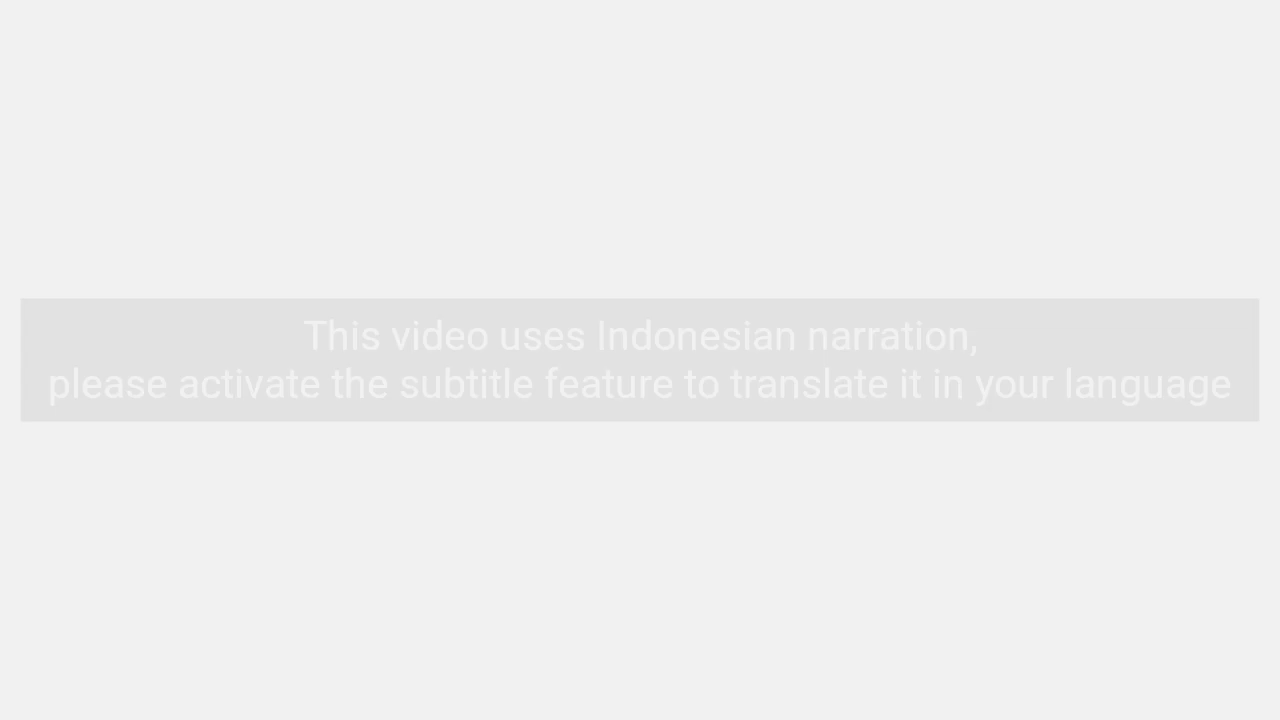 This video uses Indonesian narration,
please activate the subtitle feature to translate it in your language